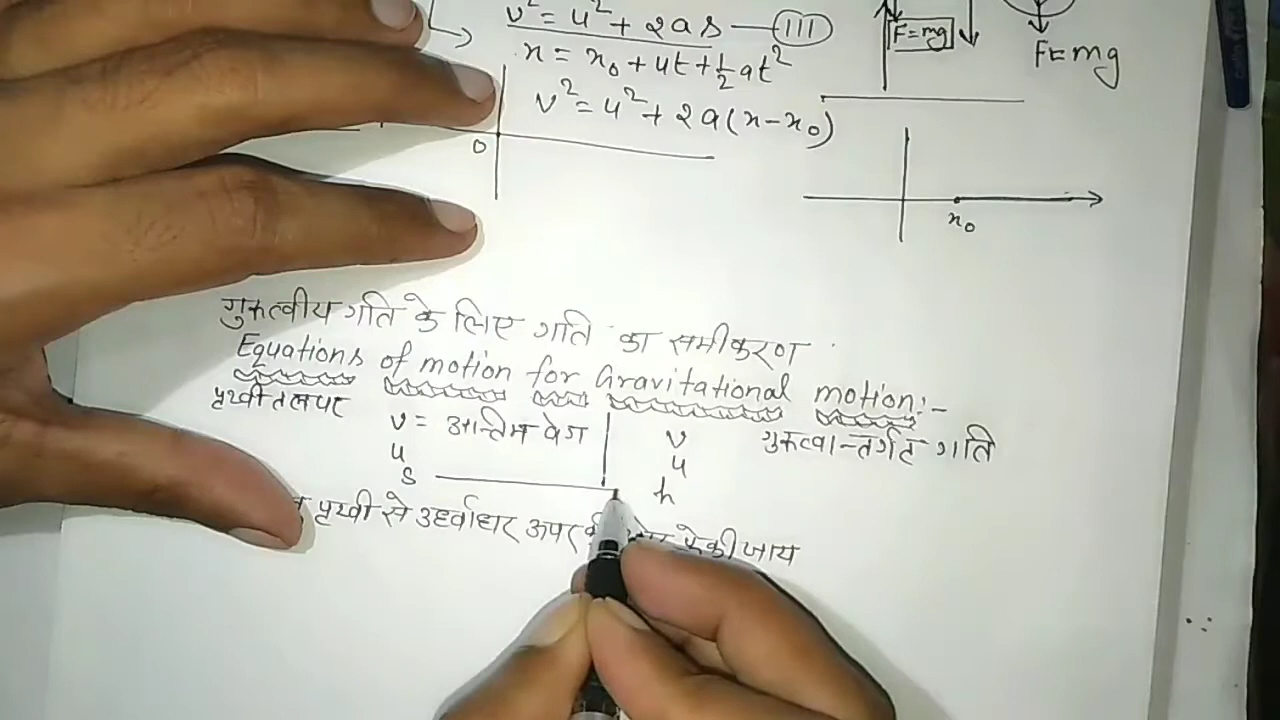 v² = u² + 2as — III
x = x₀ + ut + ½at²
v² = u² + 2a(x-x₀)
F=mg
F=mg
0
x₀
गुरुत्वीय गति के लिए गति का समीकरण
Equations of motion for Gravitational motion:-
पृथ्वी तल पर
v = अन्तिम वेग
v
गुरुत्वान्तर्गत गति
u
u
s
h
पृथ्वी से उर्ध्वाधर ऊपर की फेंकी जाय